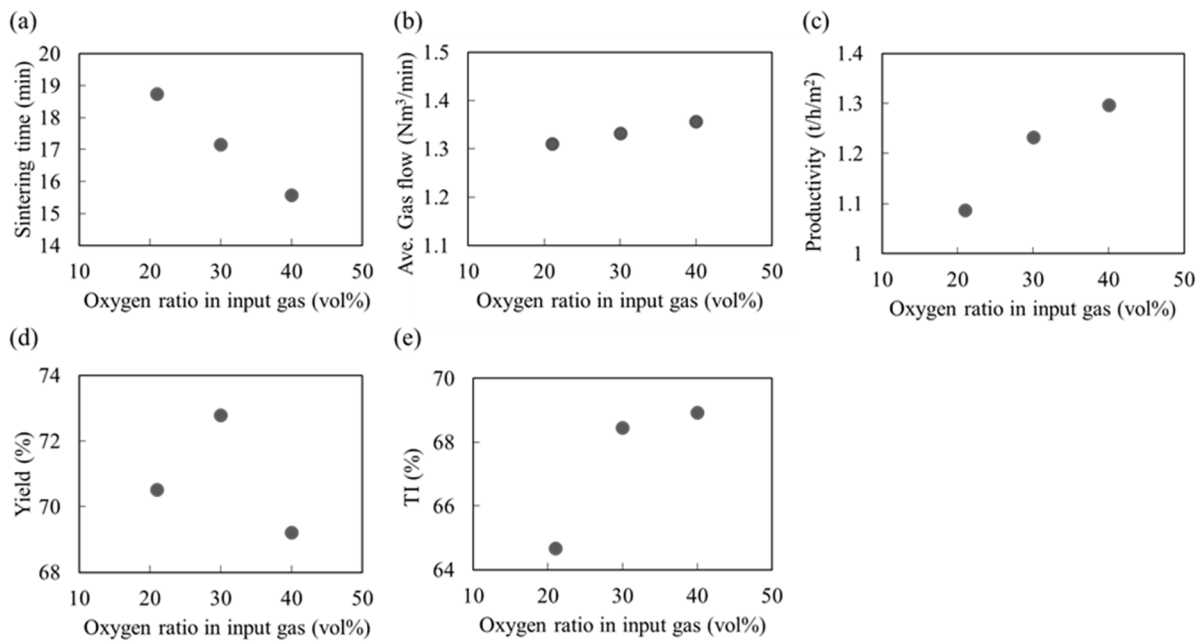 (a)
Sintering time (min)
20
19
18
17
16
15
14
10 20 30 40 50
Oxygen ratio in input gas (vol%)
(b)
Ave. Gas flow (Nm³/min)
1.5
1.4
1.3
1.2
1.1
10 20 30 40 50
Oxygen ratio in input gas (vol%)
(c)
Productivity (t/h/m²)
1.4
1.3
1.2
1.1
1
10 20 30 40 50
Oxygen ratio in input gas (vol%)
(d)
Yield (%)
74
72
70
68
10 20 30 40 50
Oxygen ratio in input gas (vol%)
(e)
TI (%)
70
68
66
64
10 20 30 40 50
Oxygen ratio in input gas (vol%)